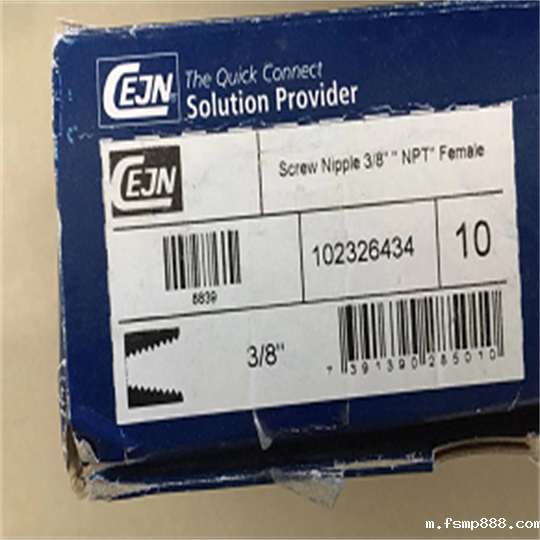 CEJN
The Quick Connect
Solution Provider
CEJN
Screw Nipple 3/8" " NPT" Female
8839
102326434
10
3/8"
7 391390 285010
m.fsmp888.com